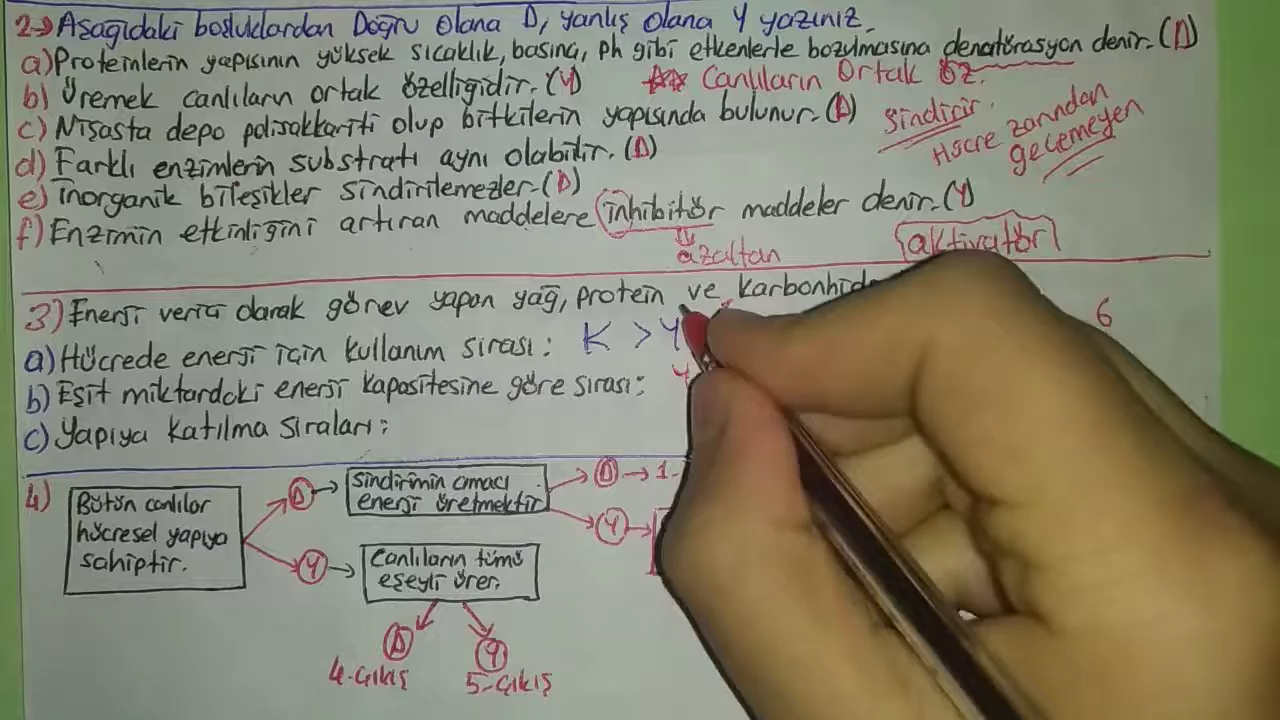 2→ Aşağıdaki boşluklardan Doğru olana D, yanlış olana Y yazınız.
a) Proteinlerin yapısının yüksek sıcaklık, basınç, ph gibi etkenlerle bozulmasına denatürasyon denir. (D)
b) Üremek canlıların ortak özelligidir. (Y) Canlıların Ortak Öz.
c) Nişasta depo polisakkariti olup bitkilerin yapısında bulunur. (D) Sindirir.
Hücre zarından
geçemeyen
d) Farklı enzimlerin substratı aynı olabilir. (D)
e) İnorganik bileşikler sindirilemezler. (D)
f) Enzimin etkinligini artıran maddelere inhibitör maddeler denir. (Y)
azaltan aktivatör
3) Enerji verici olarak görev yapan yağ, protein ve
a) Hücrede enerji için kullanım sırası: K > Y
6
b) Eşit miktardaki enerji kapasitesine göre sırası: Y
c) Yapıya katılma sıraları:
4) Bütün canlılar
hücresel yapıya
sahiptir.
D → Sindirimin amacı
enerji üretmektir
D → 1-
Y →
Y → Canlıların tümü
eşeyli ürer.
D Y
4-çıkış 5-çıkış